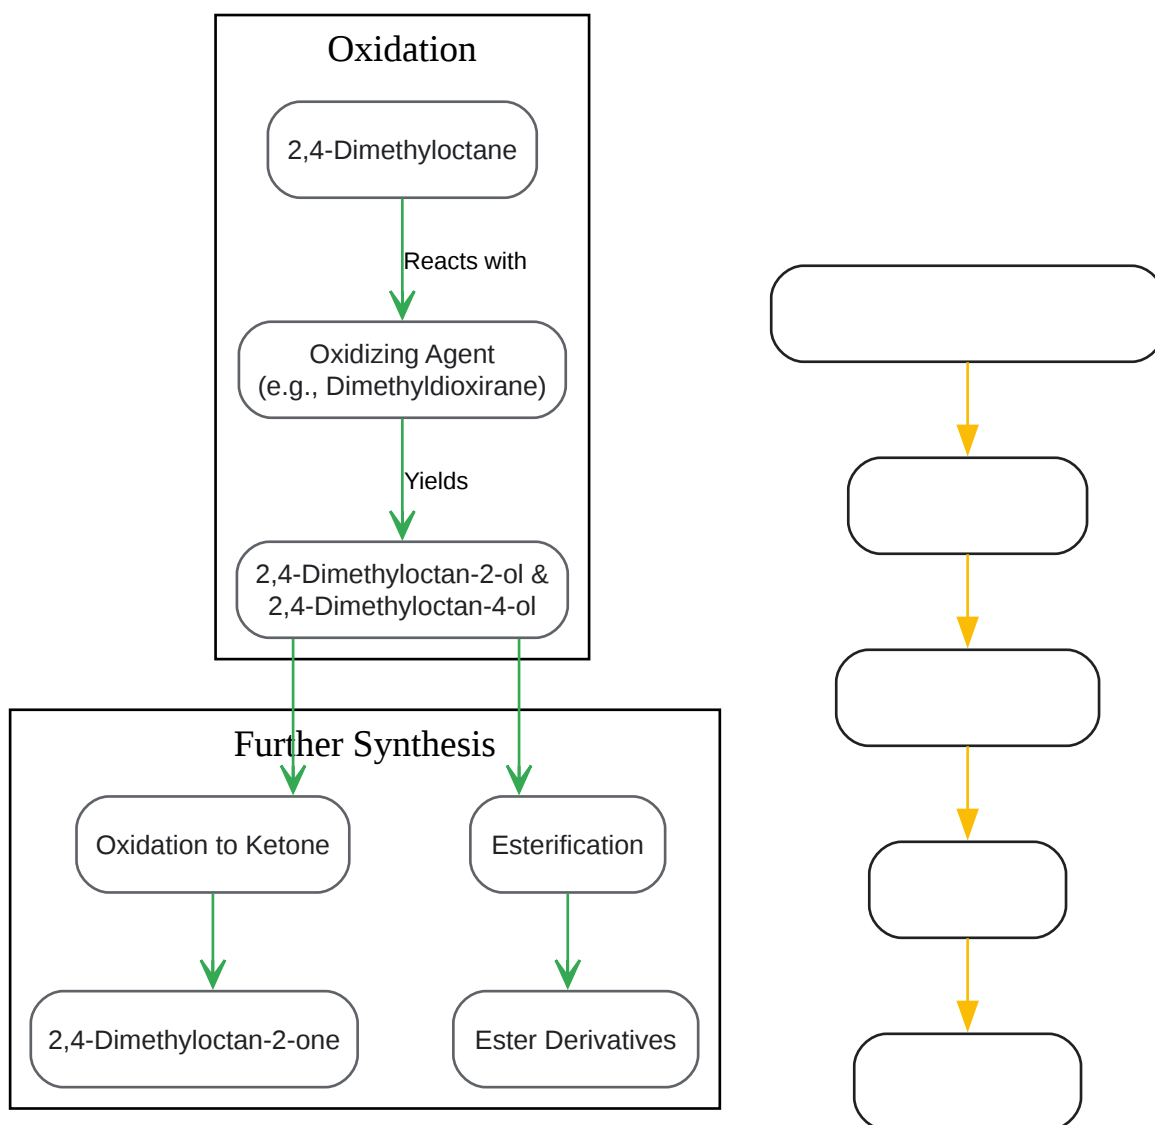 Oxidation
2,4-Dimethyloctane
Reacts with
Oxidizing Agent
(e.g., Dimethyldioxirane)
Yields
2,4-Dimethyloctan-2-ol &
2,4-Dimethyloctan-4-ol
Further Synthesis
Oxidation to Ketone
Esterification
2,4-Dimethyloctan-2-one
Ester Derivatives